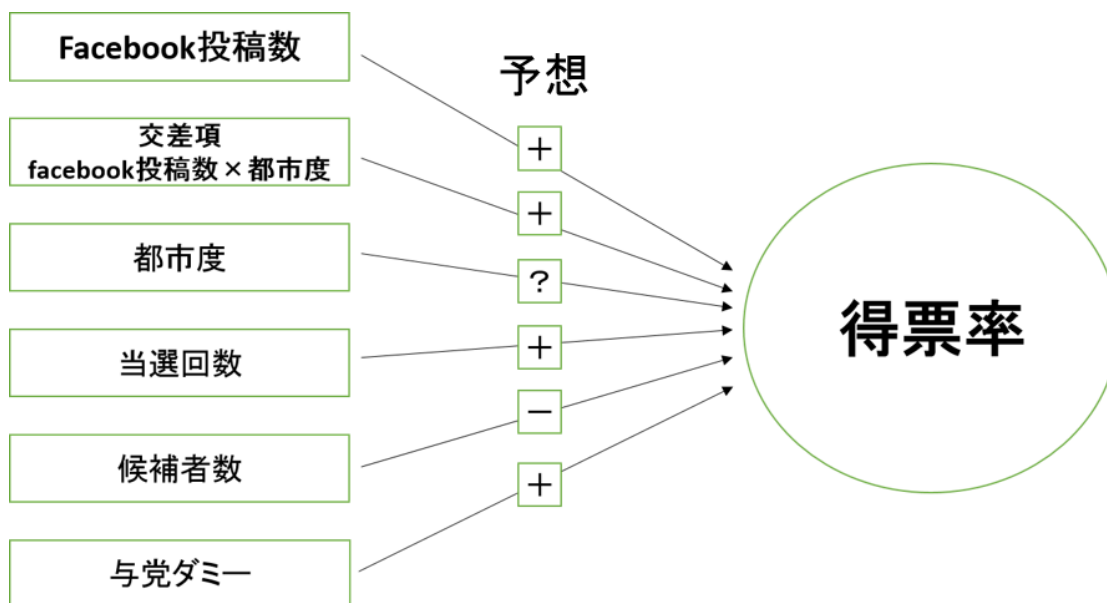 Facebook投稿数
予想
交差項
facebook投稿数×都市度
都市度
当選回数
候補者数
与党ダミー
+
+
?
+
−
+
得票率